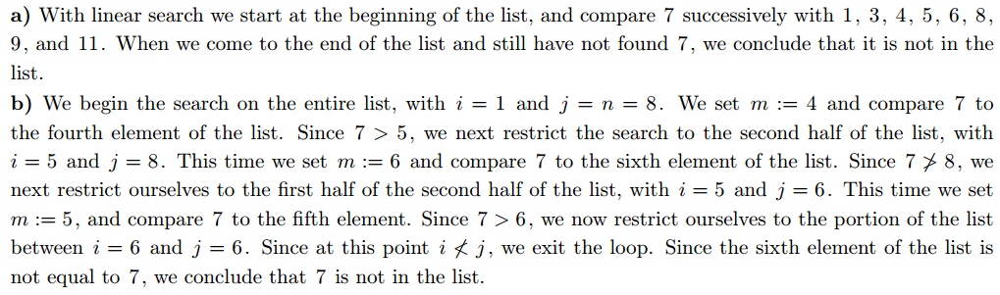 a) With linear search we start at the beginning of the list, and compare 7 successively with 1, 3, 4, 5, 6, 8,
9, and 11. When we come to the end of the list and still have not found 7, we conclude that it is not in the
list.
b) We begin the search on the entire list, with i = 1 and j = n = 8. We set m := 4 and compare 7 to
the fourth element of the list. Since 7 > 5, we next restrict the search to the second half of the list, with
i = 5 and j = 8. This time we set m := 6 and compare 7 to the sixth element of the list. Since 7 ≯ 8, we
next restrict ourselves to the first half of the second half of the list, with i = 5 and j = 6. This time we set
m := 5, and compare 7 to the fifth element. Since 7 > 6, we now restrict ourselves to the portion of the list
between i = 6 and j = 6. Since at this point i ≮ j, we exit the loop. Since the sixth element of the list is
not equal to 7, we conclude that 7 is not in the list.